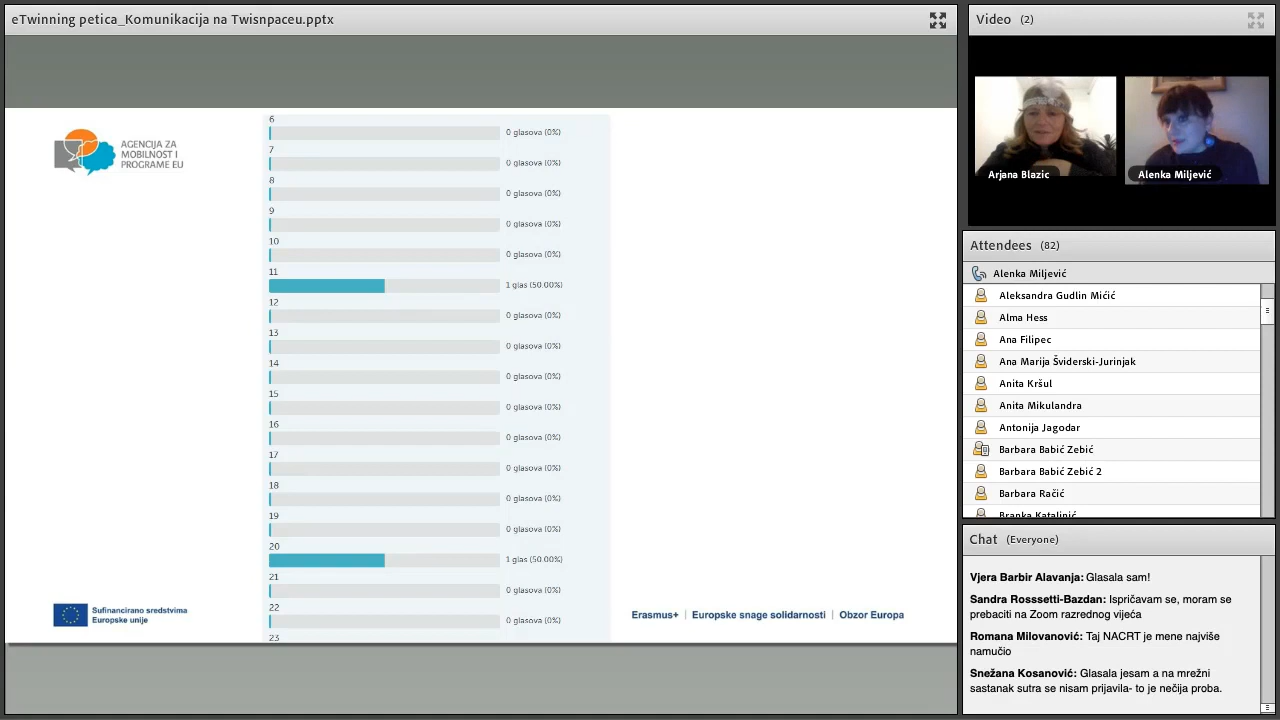 eTwinning petica_Komunikacija na Twisnpaceu.pptx
AGENCIJA ZA
MOBILNOST I
PROGRAME EU
6
0 glasova (0%)
7
0 glasova (0%)
8
0 glasova (0%)
9
0 glasova (0%)
10
0 glasova (0%)
11
1 glas (50.00%)
12
0 glasova (0%)
13
0 glasova (0%)
14
0 glasova (0%)
15
0 glasova (0%)
16
0 glasova (0%)
17
0 glasova (0%)
18
0 glasova (0%)
19
0 glasova (0%)
20
1 glas (50.00%)
21
0 glasova (0%)
22
0 glasova (0%)
23
Sufinancirano sredstvima
Europske unije
Erasmus+ | Europske snage solidarnosti | Obzor Europa
Video (2)
Arjana Blazic
Alenka Miljević
Attendees (82)
Alenka Miljević
Aleksandra Gudlin Mićić
Alma Hess
Ana Filipec
Ana Marija Šviderski-Jurinjak
Anita Kršul
Anita Mikulandra
Antonija Jagodar
Barbara Babić Zebić
Barbara Babić Zebić 2
Barbara Račić
Branka Katalinić
Chat (Everyone)
Vjera Barbir Alavanja: Glasala sam!
Sandra Rosssetti-Bazdan: Ispričavam se, moram se
prebaciti na Zoom razrednog vijeća
Romana Milovanović: Taj NACRT je mene najviše
namučio
Snežana Kosanović: Glasala jesam a na mrežni
sastanak sutra se nisam prijavila- to je nečija proba.